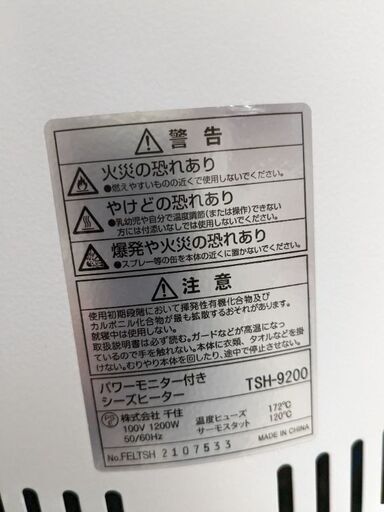 警告
火災の恐れあり
●燃えやすいものの近くで使用しないでください。
やけどの恐れあり
●乳幼児や自分で温度調節(または操作)できない
方には付添いなしでは使用しないでください。
爆発や火災の恐れあり
●スプレー等の缶を本体の近くに置かないでください。
注意
使用初期段階において揮発性有機化合物及び
カルボニル化合物が最も拡散するおそれがあります。
就寝中は使用しない。
取扱説明書は必ず読む。ガードなどが高温になっ
ているので手を触れない。本体に衣類、タオルなどを掛
けない。むりやり本体を回したり、途中で停止させない。
パワーモニター付き
シーズヒーター TSH-9200
株式会社 千住 温度ヒューズ 172℃
100V 1200W サーモスタット 120℃
50/60Hz MADE IN CHINA
No.FELTSH 2107533